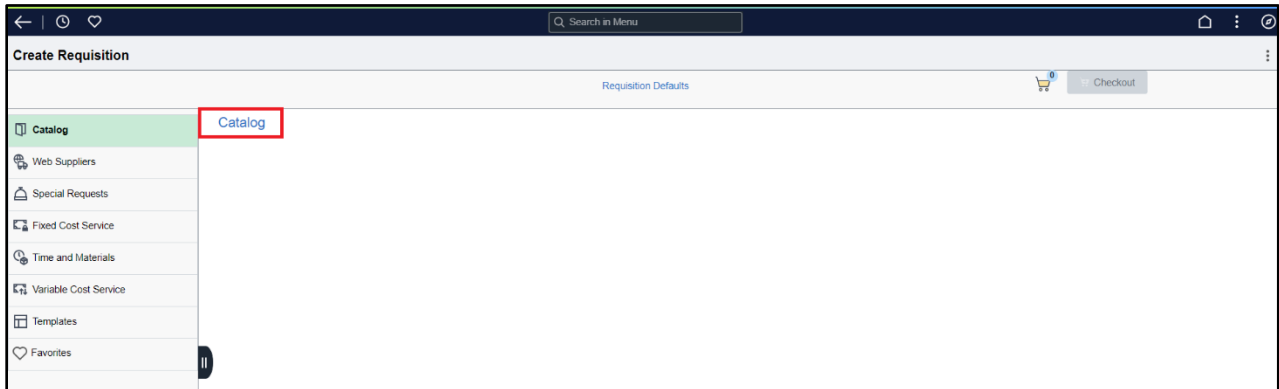 Search in Menu
Create Requisition
Requisition Defaults
0
Checkout
Catalog
Catalog
Web Suppliers
Special Requests
Fixed Cost Service
Time and Materials
Variable Cost Service
Templates
Favorites